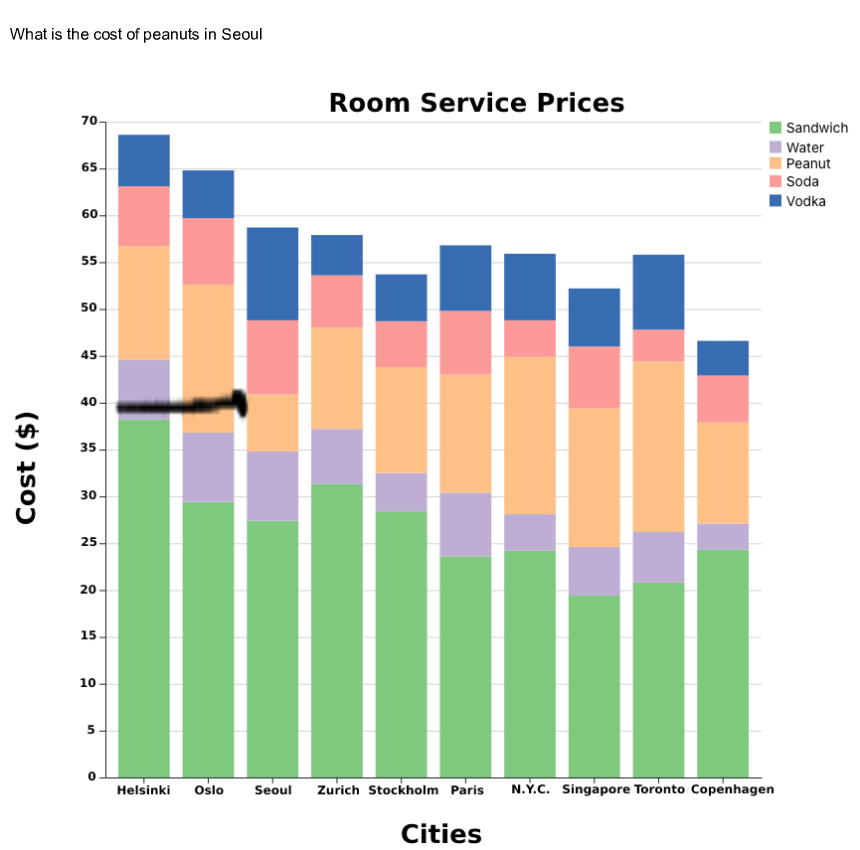 What is the cost of peanuts in Seoul
Room Service Prices
70
65
60
55
50
45
40
35
30
25
20
15
10
5
0
Cost ($)
Helsinki Oslo Seoul Zurich Stockholm Paris N.Y.C. Singapore Toronto Copenhagen
Cities
Sandwich
Water
Peanut
Soda
Vodka